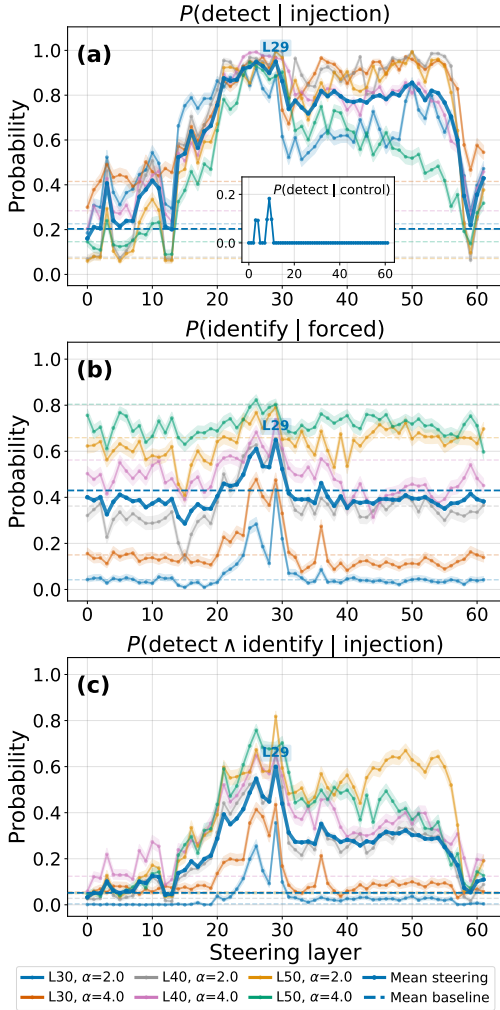 P(detect | injection)
(a)
L29
1.0
0.8
0.6
0.4
0.2
0.0
Probability
P(detect | control)
0.2
0.0
0 20 40 60
0 10 20 30 40 50 60
P(identify | forced)
(b)
L29
1.0
0.8
0.6
0.4
0.2
0.0
Probability
0 10 20 30 40 50 60
P(detect ∧ identify | injection)
(c)
L29
1.0
0.8
0.6
0.4
0.2
0.0
Probability
0 10 20 30 40 50 60
Steering layer
L30, α=2.0 L40, α=2.0 L50, α=2.0 Mean steering
L30, α=4.0 L40, α=4.0 L50, α=4.0 Mean baseline